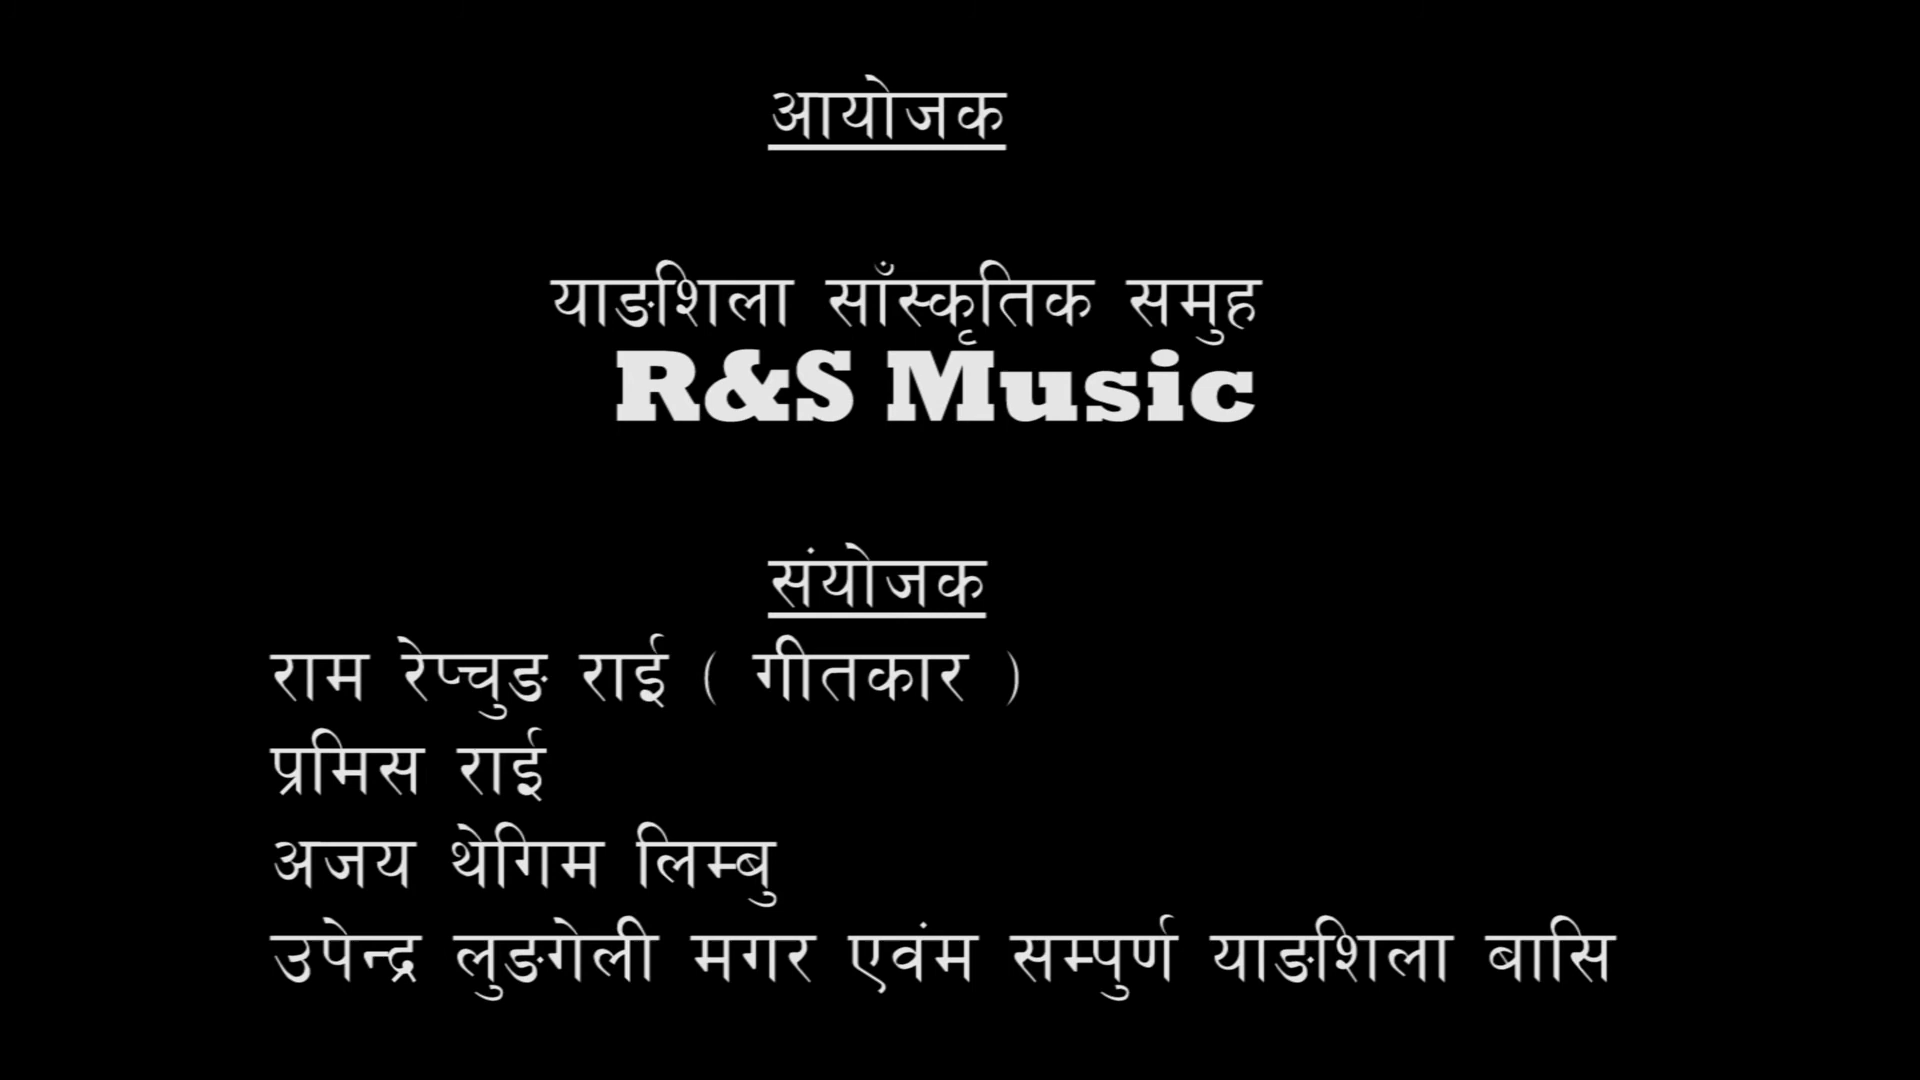 आयोजक
याङशिला साँस्कृतिक समुह
R&S Music
संयोजक
राम रेप्चुङ राई ( गीतकार )
प्रमिस राई
अजय थेगिम लिम्बु
उपेन्द्र लुङगेली मगर एवंम सम्पुर्ण याङशिला बासि